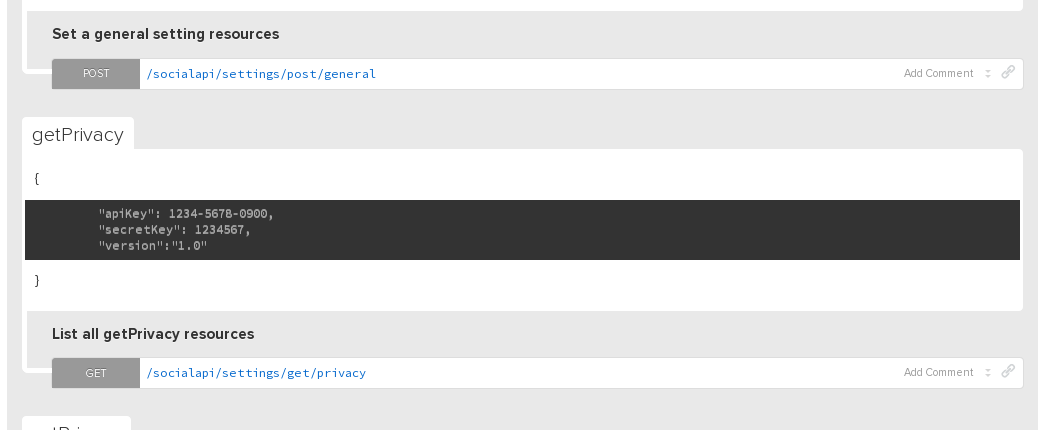 Set a general setting resources
POST /socialapi/settings/post/general Add Comment
getPrivacy
{
"apiKey": 1234-5678-0900,
"secretKey": 1234567,
"version":"1.0"
}
List all getPrivacy resources
GET /socialapi/settings/get/privacy Add Comment